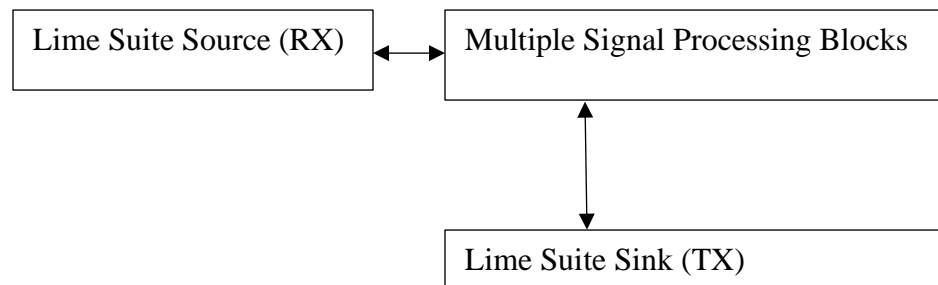 Lime Suite Source (RX)
Multiple Signal Processing Blocks
Lime Suite Sink (TX)